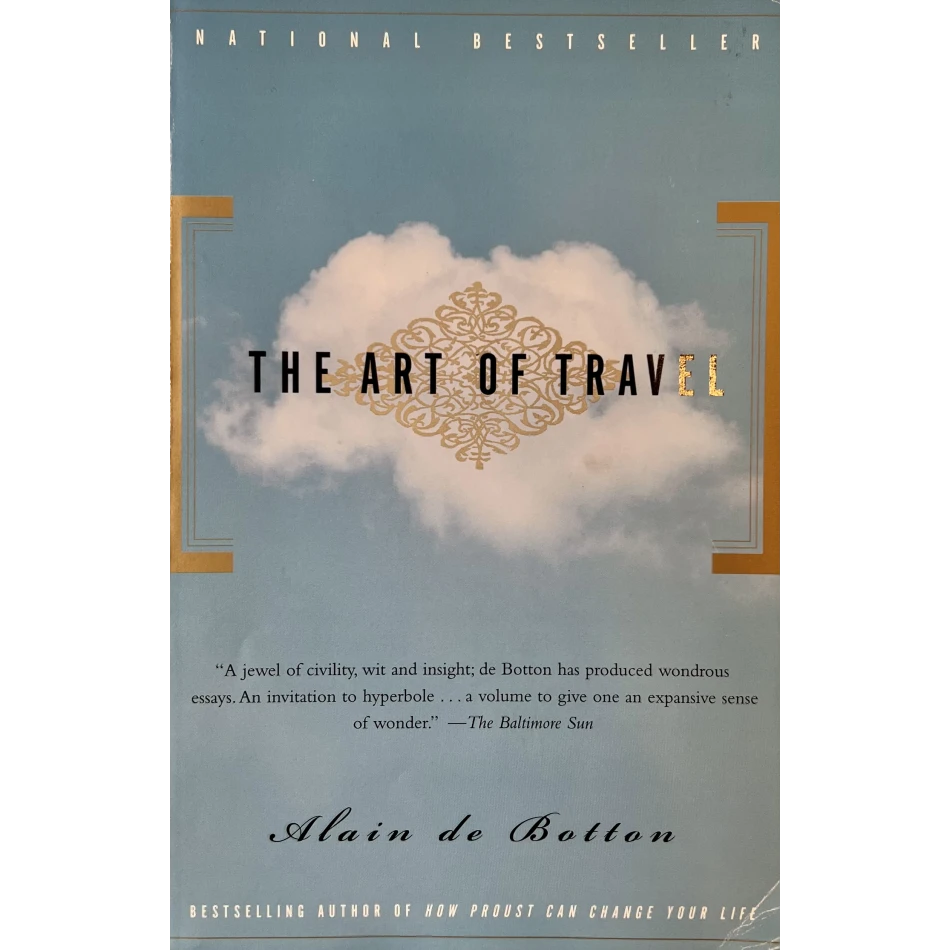 NATIONAL BESTSELLER
THE ART OF TRAVEL
“A jewel of civility, wit and insight; de Botton has produced wondrous
essays. An invitation to hyperbole . . . a volume to give one an expansive sense
of wonder.” —The Baltimore Sun
Alain de Botton
BESTSELLING AUTHOR OF HOW PROUST CAN CHANGE YOUR LIFE